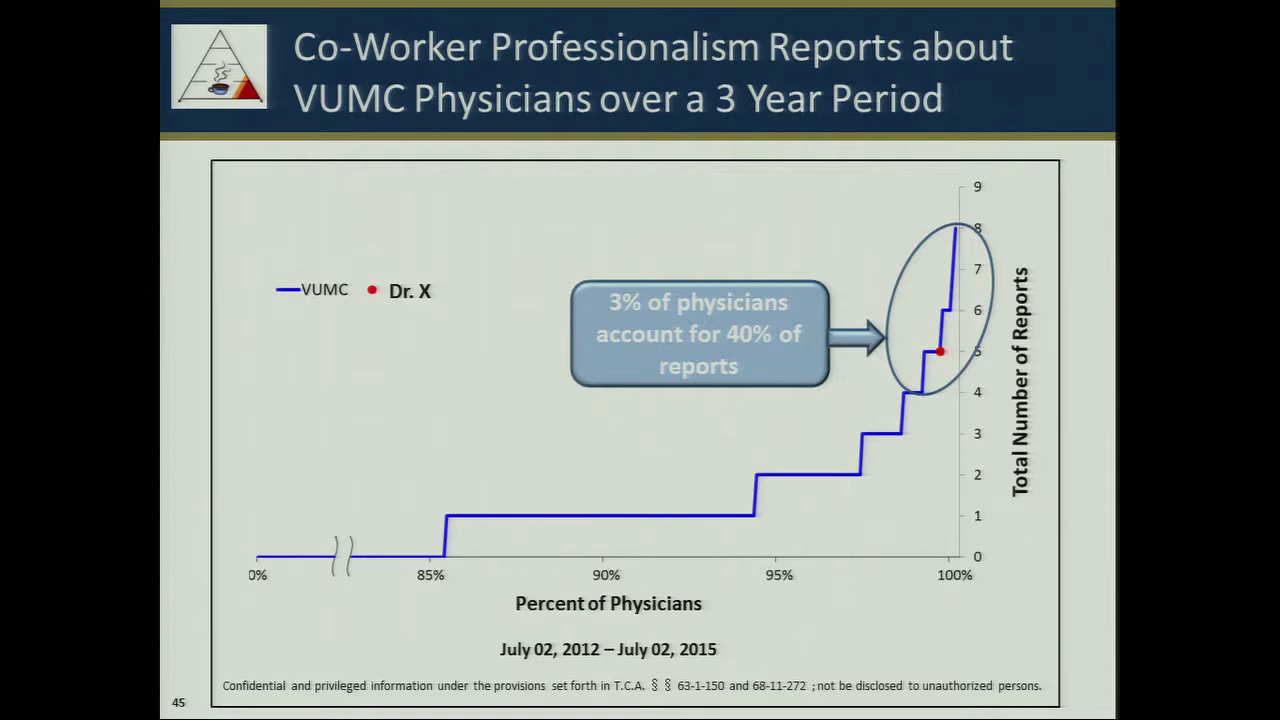 Co-Worker Professionalism Reports about
VUMC Physicians over a 3 Year Period
9
8
7
6
5
4
3
2
1
0
VUMC
Dr. X
3% of physicians
account for 40% of
reports
Total Number of Reports
0%
85%
90%
95%
100%
Percent of Physicians
July 02, 2012 – July 02, 2015
Confidential and privileged information under the provisions set forth in T.C.A. § § 63-1-150 and 68-11-272 ; not be disclosed to unauthorized persons.
45